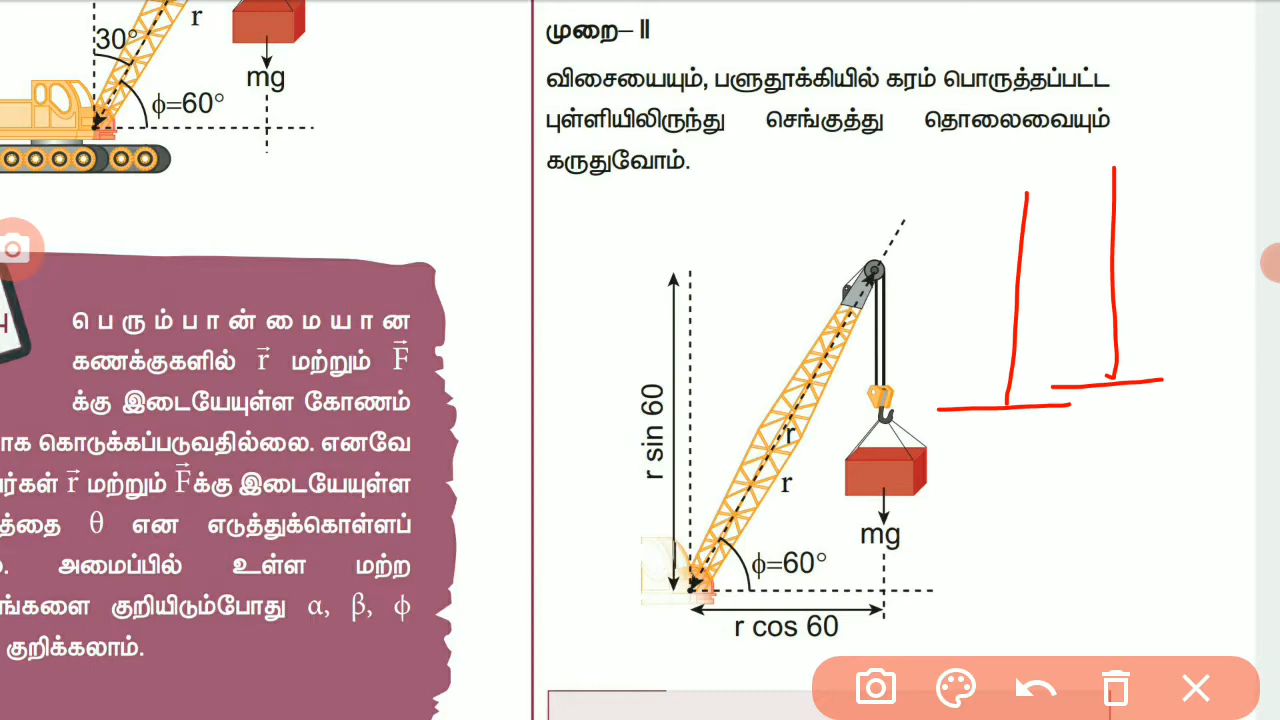 r
30°
mg
ϕ=60°
பெரும்பான்மையான
கணக்குகளில் r⃗ மற்றும் F⃗
க்கு இடையேயுள்ள கோணம்
ாக கொடுக்கப்படுவதில்லை. எனவே
ர்கள் r⃗ மற்றும் F⃗க்கு இடையேயுள்ள
த்தை θ என எடுத்துக்கொள்ளப்
அமைப்பில் உள்ள மற்ற
ங்களை குறியிடும்போது α, β, ϕ
குறிக்கலாம்.
முறை– II
விசையையும், பளுதூக்கியில் கரம் பொருத்தப்பட்ட
புள்ளியிலிருந்து செங்குத்து தொலைவையும்
கருதுவோம்.
r sin 60
r
r
mg
ϕ=60°
r cos 60